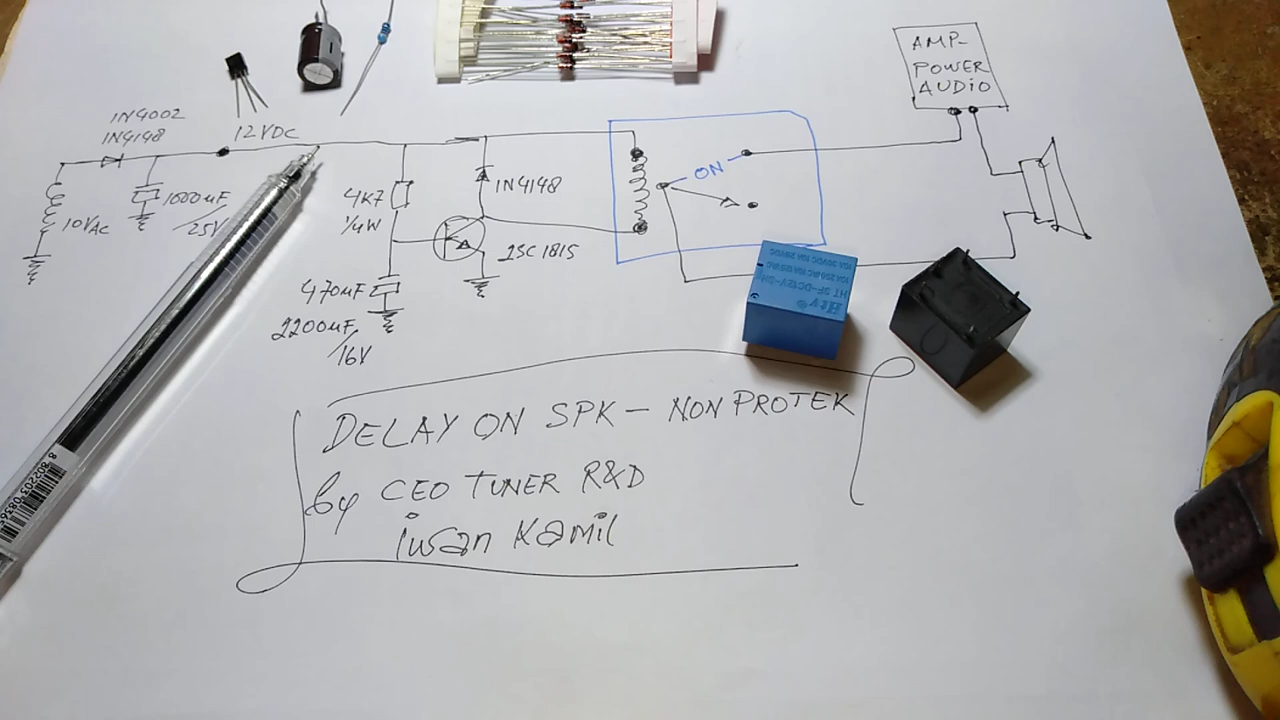 AMP-
POWER
AUDIO
1N4002
1N4148
12VDC
1000uF
/25V
10VAC
4K7
1/4W
1N4148
2SC1815
ON
470uF
2200uF
/16V
DELAY ON SPK - NON PROTEK
by CEO TUNER R&D
iwan Kamil